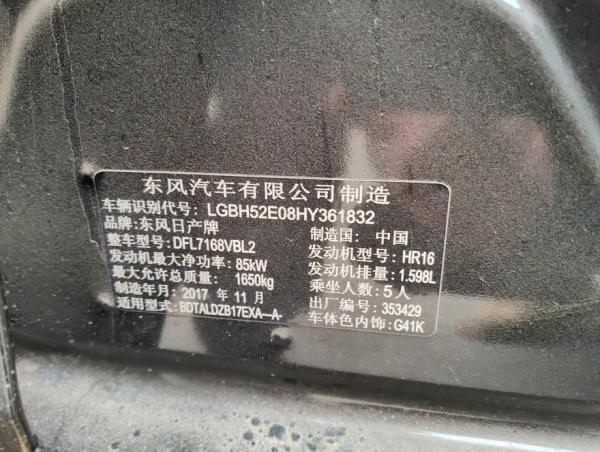 东风汽车有限公司制造
车辆识别代号: LGBH52E08HY361832
品牌:东风日产牌 制造国: 中国
整车型号: DFL7168VBL2 发动机型号: HR16
发动机最大净功率: 85kW 发动机排量: 1.598L
最大允许总质量: 1650kg 乘坐人数: 5人
制造年月: 2017 年 11 月 出厂编号: 353429
适用型式: BDTALDZB17EXA—A- 车体色内饰: G41K